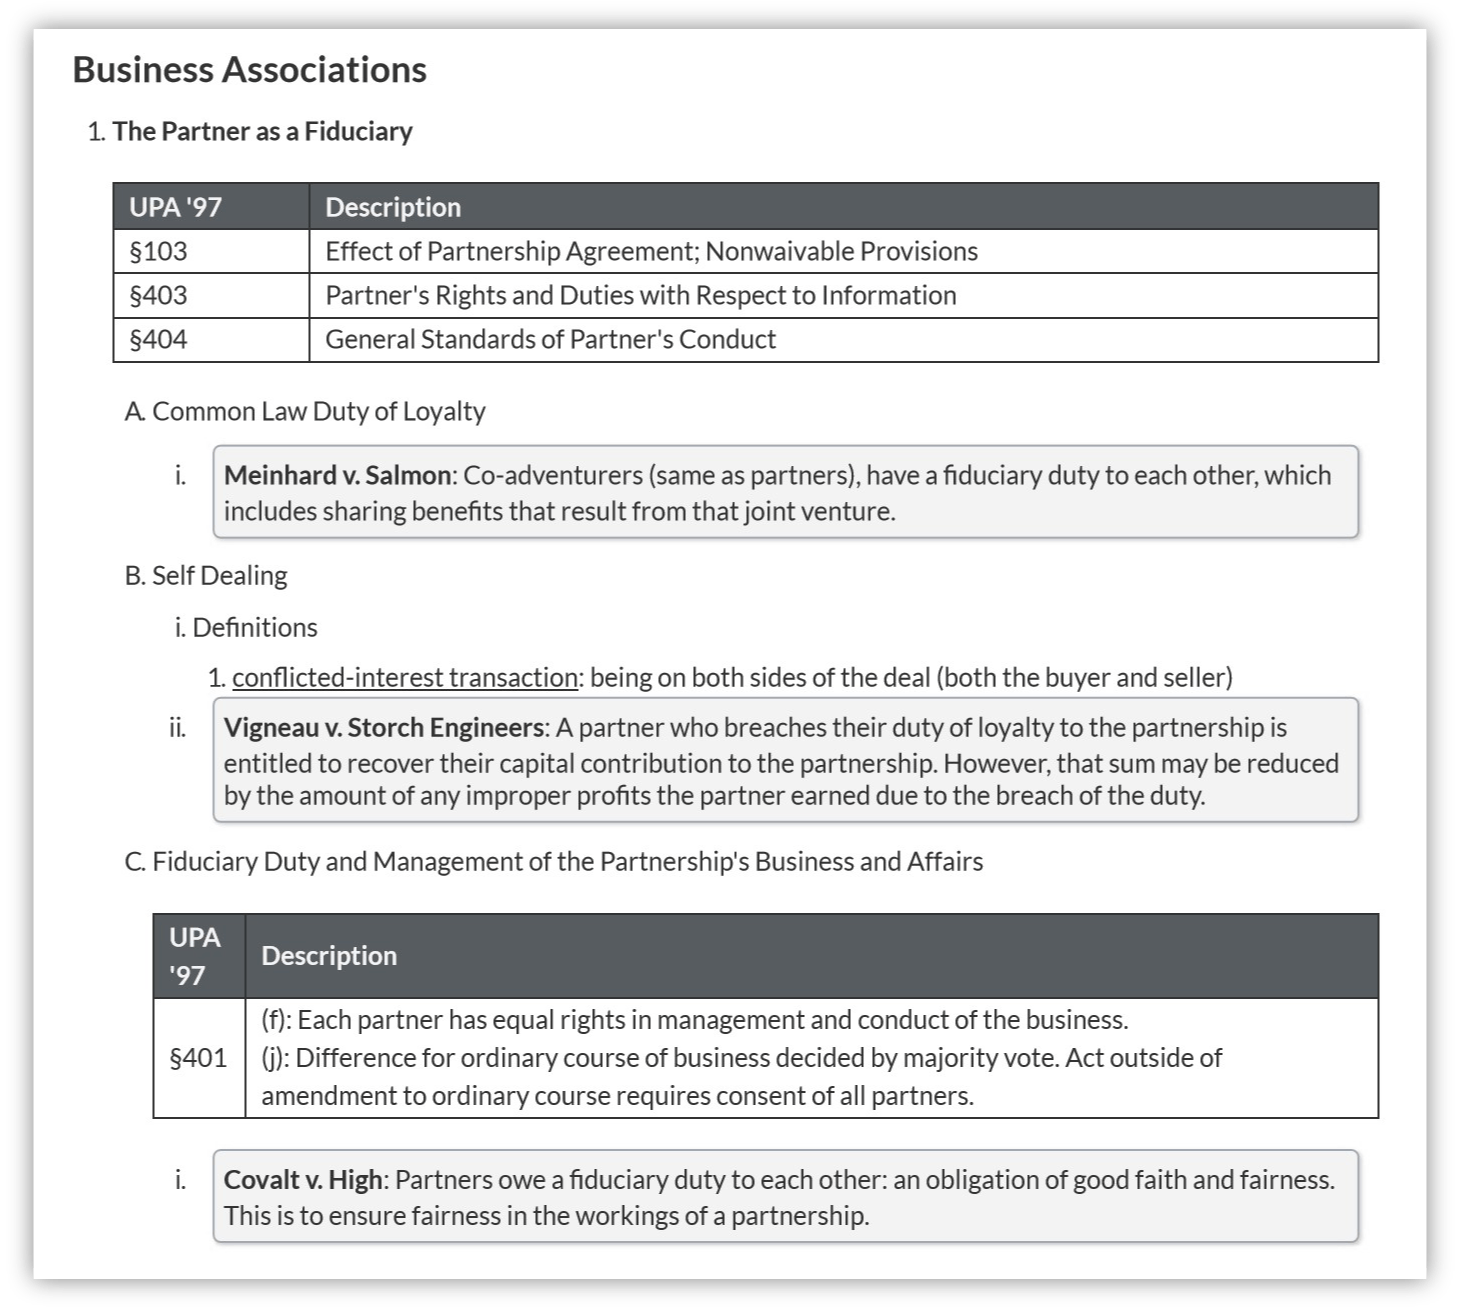 Business Associations
1. The Partner as a Fiduciary
UPA '97 Description
§103 Effect of Partnership Agreement; Nonwaivable Provisions
§403 Partner's Rights and Duties with Respect to Information
§404 General Standards of Partner's Conduct
A. Common Law Duty of Loyalty
i. Meinhard v. Salmon: Co-adventurers (same as partners), have a fiduciary duty to each other, which
includes sharing benefits that result from that joint venture.
B. Self Dealing
i. Definitions
1. conflicted-interest transaction: being on both sides of the deal (both the buyer and seller)
ii. Vigneau v. Storch Engineers: A partner who breaches their duty of loyalty to the partnership is
entitled to recover their capital contribution to the partnership. However, that sum may be reduced
by the amount of any improper profits the partner earned due to the breach of the duty.
C. Fiduciary Duty and Management of the Partnership's Business and Affairs
UPA
'97
Description
(f): Each partner has equal rights in management and conduct of the business.
§401 (j): Difference for ordinary course of business decided by majority vote. Act outside of
amendment to ordinary course requires consent of all partners.
i. Covalt v. High: Partners owe a fiduciary duty to each other: an obligation of good faith and fairness.
This is to ensure fairness in the workings of a partnership.